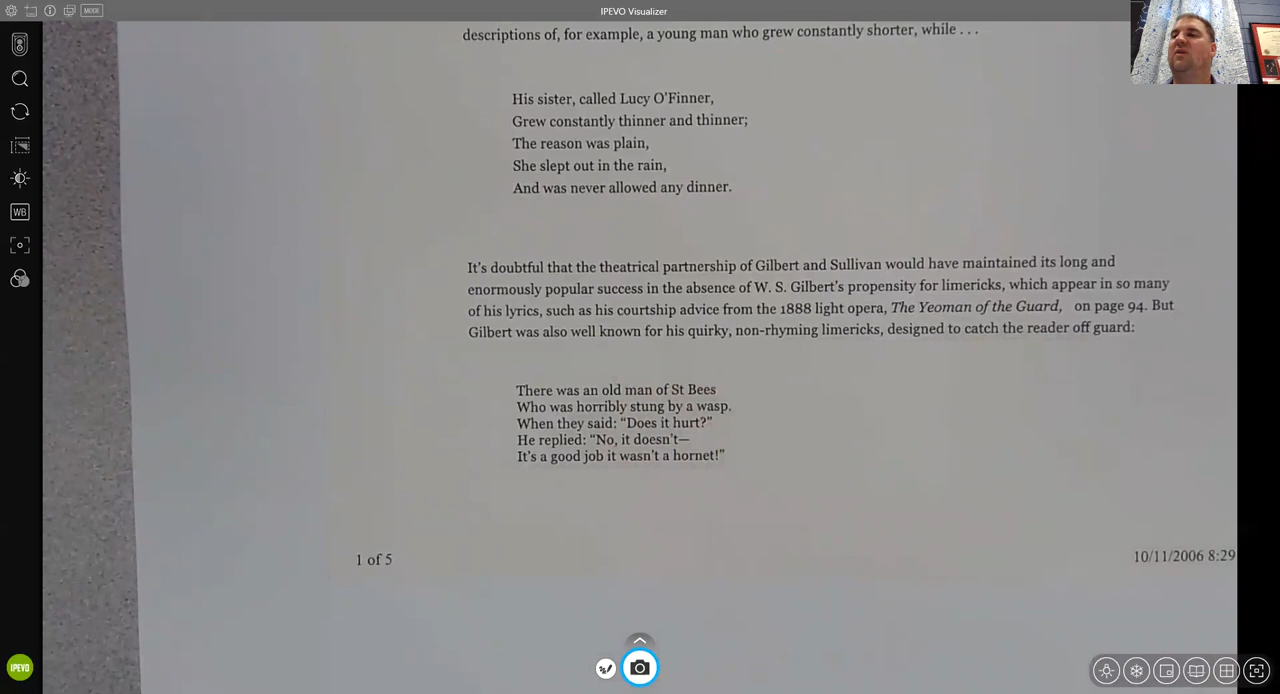 IPEVO Visualizer
MODE
descriptions of, for example, a young man who grew constantly shorter, while . . .
His sister, called Lucy O'Finner,
Grew constantly thinner and thinner;
The reason was plain,
She slept out in the rain,
And was never allowed any dinner.
It's doubtful that the theatrical partnership of Gilbert and Sullivan would have maintained its long and
enormously popular success in the absence of W. S. Gilbert's propensity for limericks, which appear in so many
of his lyrics, such as his courtship advice from the 1888 light opera, The Yeoman of the Guard, on page 94. But
Gilbert was also well known for his quirky, non-rhyming limericks, designed to catch the reader off guard:
There was an old man of St Bees
Who was horribly stung by a wasp.
When they said: “Does it hurt?”
He replied: “No, it doesn't—
It's a good job it wasn't a hornet!”
1 of 5
10/11/2006 8:29
WB
IPEVO